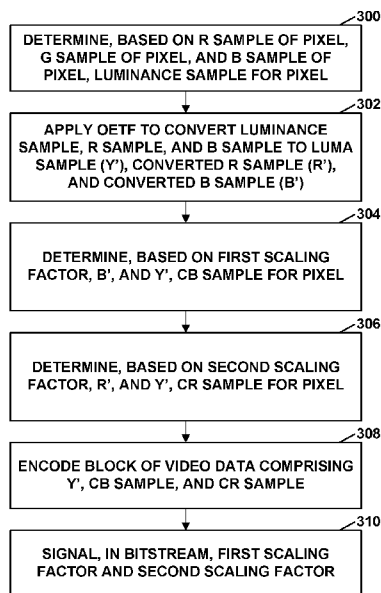 300
DETERMINE, BASED ON R SAMPLE OF PIXEL,
G SAMPLE OF PIXEL, AND B SAMPLE OF
PIXEL, LUMINANCE SAMPLE FOR PIXEL
302
APPLY OETF TO CONVERT LUMINANCE
SAMPLE, R SAMPLE, AND B SAMPLE TO LUMA
SAMPLE (Y’), CONVERTED R SAMPLE (R’),
AND CONVERTED B SAMPLE (B’)
304
DETERMINE, BASED ON FIRST SCALING
FACTOR, B’, AND Y’, CB SAMPLE FOR PIXEL
306
DETERMINE, BASED ON SECOND SCALING
FACTOR, R’, AND Y’, CR SAMPLE FOR PIXEL
308
ENCODE BLOCK OF VIDEO DATA COMPRISING
Y’, CB SAMPLE, AND CR SAMPLE
310
SIGNAL, IN BITSTREAM, FIRST SCALING
FACTOR AND SECOND SCALING FACTOR